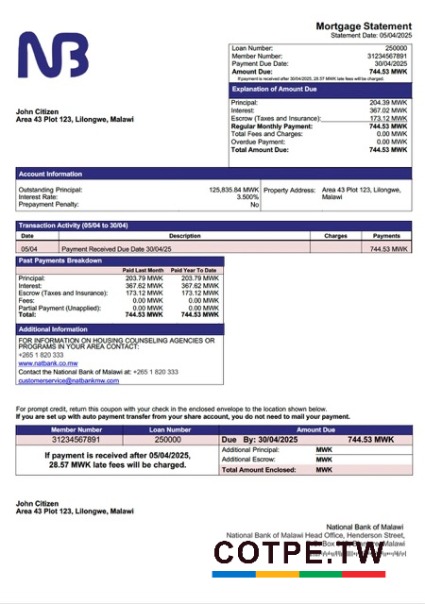 NB
Mortgage Statement
Statement Date: 05/04/2025
Loan Number: 250000
Member Number: 31234567891
Payment Due Date: 30/04/2025
Amount Due: 744.53 MWK
If payment is received after 30/04/2025, 28.57 MWK late fees will be charged.
John Citizen
Area 43 Plot 123, Lilongwe, Malawi
Explanation of Amount Due
Principal: 204.39 MWK
Interest: 367.02 MWK
Escrow (Taxes and Insurance): 173.12 MWK
Regular Monthly Payment: 744.53 MWK
Total Fees and Charges: 0.00 MWK
Overdue Payment: 0.00 MWK
Total Amount Due: 744.53 MWK
Account Information
Outstanding Principal: 125,835.84 MWK
Interest Rate: 3.500%
Prepayment Penalty: No
Property Address: Area 43 Plot 123, Lilongwe,
Malawi
Transaction Activity (05/04 to 30/04)
Date Description Charges Payments
05/04 Payment Received Due Date 30/04/25 744.53 MWK
Past Payments Breakdown
Paid Last Month Paid Year To Date
Principal: 203.79 MWK 203.79 MWK
Interest: 367.62 MWK 367.62 MWK
Escrow (Taxes and Insurance): 173.12 MWK 173.12 MWK
Fees: 0.00 MWK 0.00 MWK
Partial Payment (Unapplied): 0.00 MWK 0.00 MWK
Total: 744.53 MWK 744.53 MWK
Additional Information
FOR INFORMATION ON HOUSING COUNSELING AGENCIES OR
PROGRAMS IN YOUR AREA CONTACT:
+265 1 820 333
www.natbank.co.mw
Contact the National Bank of Malawi at: +265 1 820 333
customerservice@natbankmw.com
For prompt credit, return this coupon with your check in the enclosed envelope to the location shown below.
If you are set up with auto payment transfer from your share account, you do not need to mail your payment.
Member Number Loan Number Amount Due
31234567891 250000 Due By: 30/04/2025 744.53 MWK
If payment is received after 05/04/2025,
28.57 MWK late fees will be charged.
Additional Principal: MWK
Additional Escrow: MWK
Total Amount Enclosed: MWK
John Citizen
Area 43 Plot 123, Lilongwe, Malawi
National Bank of Malawi
National Bank of Malawi Head Office, Henderson Street,
Box
COTPE.TW